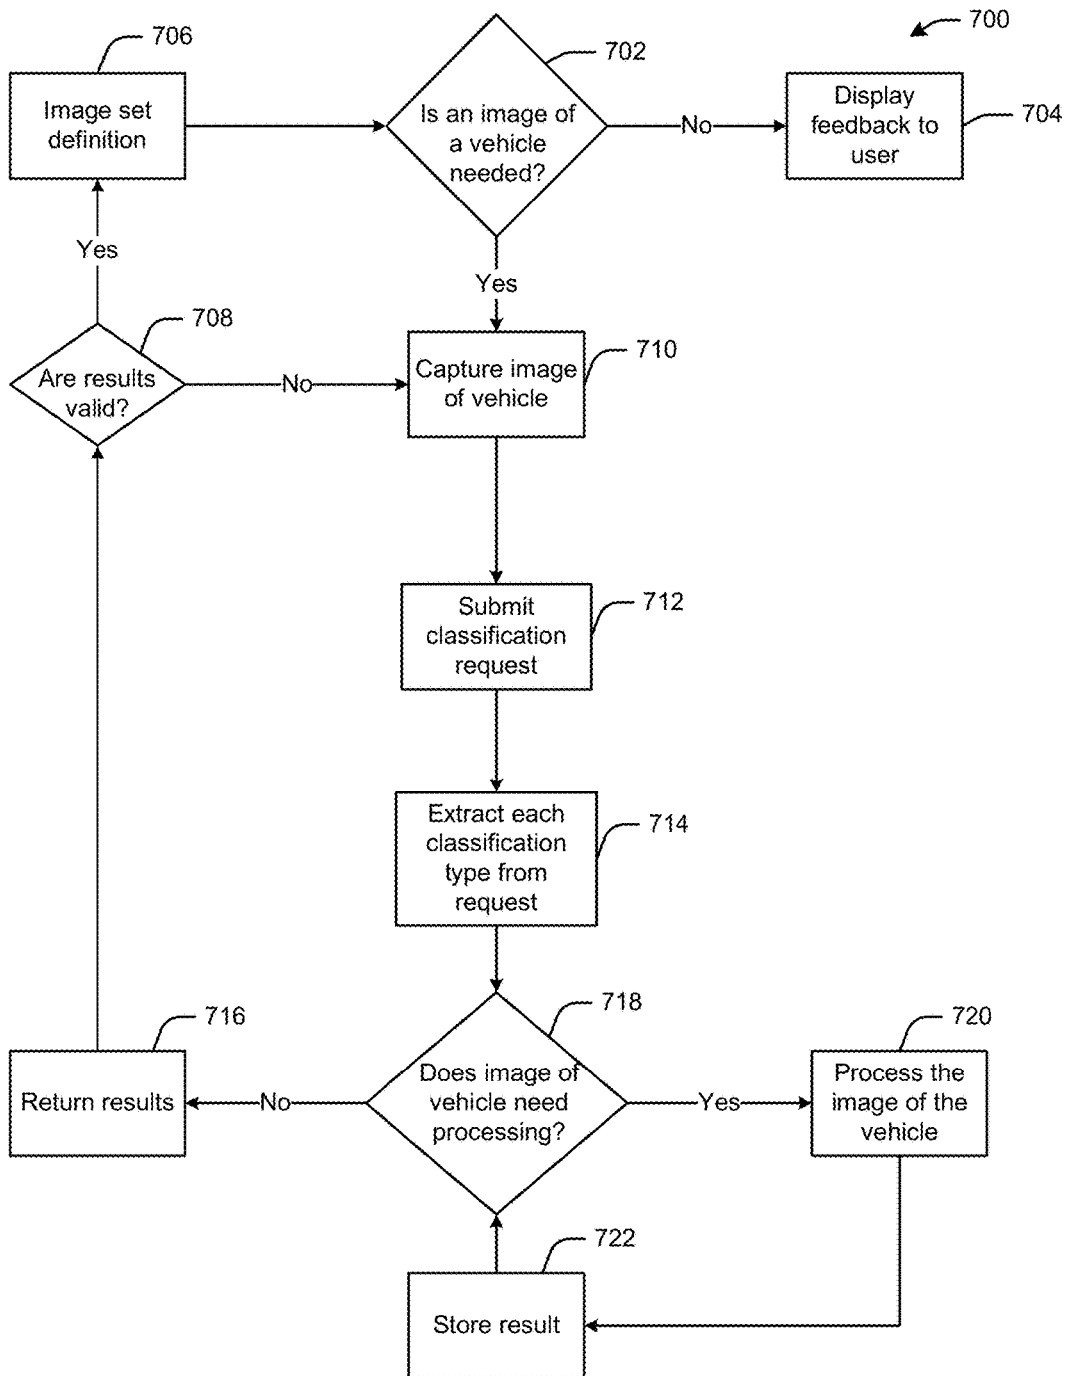 700
706
702
Image set
definition
Is an image of
a vehicle
needed?
No
Display
feedback to
user
704
Yes
Yes
708
710
Are results
valid?
No
Capture image
of vehicle
Submit
classification
request
712
Extract each
classification
type from
request
714
716
718
720
Return results
No
Does image of
vehicle need
processing?
Yes
Process the
image of the
vehicle
722
Store result